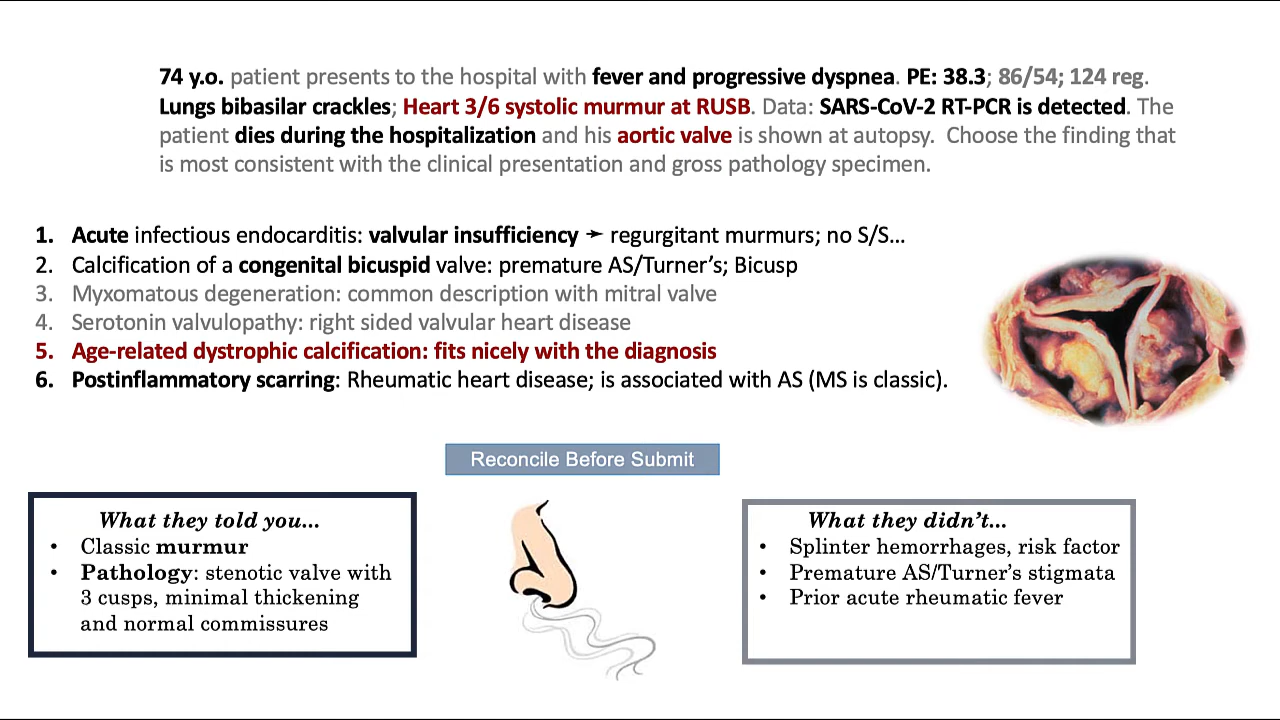 74 y.o. patient presents to the hospital with fever and progressive dyspnea. PE: 38.3; 86/54; 124 reg.
Lungs bibasilar crackles; Heart 3/6 systolic murmur at RUSB. Data: SARS-CoV-2 RT-PCR is detected. The
patient dies during the hospitalization and his aortic valve is shown at autopsy. Choose the finding that
is most consistent with the clinical presentation and gross pathology specimen.
1. Acute infectious endocarditis: valvular insufficiency ➛ regurgitant murmurs; no S/S...
2. Calcification of a congenital bicuspid valve: premature AS/Turner's; Bicusp
3. Myxomatous degeneration: common description with mitral valve
4. Serotonin valvulopathy: right sided valvular heart disease
5. Age-related dystrophic calcification: fits nicely with the diagnosis
6. Postinflammatory scarring: Rheumatic heart disease; is associated with AS (MS is classic).
Reconcile Before Submit
What they told you...
• Classic murmur
• Pathology: stenotic valve with
3 cusps, minimal thickening
and normal commissures
What they didn't...
• Splinter hemorrhages, risk factor
• Premature AS/Turner's stigmata
• Prior acute rheumatic fever